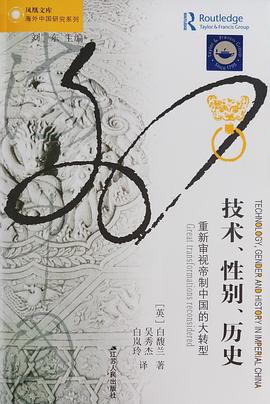 凤凰文库
海外中国研究系列
刘 东 主编
Routledge
Taylor & Francis Group
技术、性别、历史
TECHNOLOGY, GENDER AND HISTORY IN IMPERIAL CHINA
重新审视帝制中国的大转型
Great transformations reconsidered
[英] 白馥兰 著
吴秀杰
白岚玲 译
江苏人民出版社